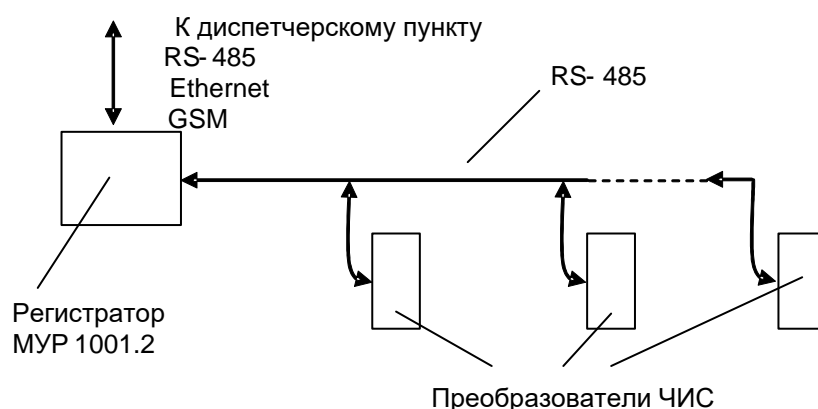 К диспетчерскому пункту
RS- 485
Ethernet
GSM
RS- 485
Регистратор
МУР 1001.2
Преобразователи ЧИС